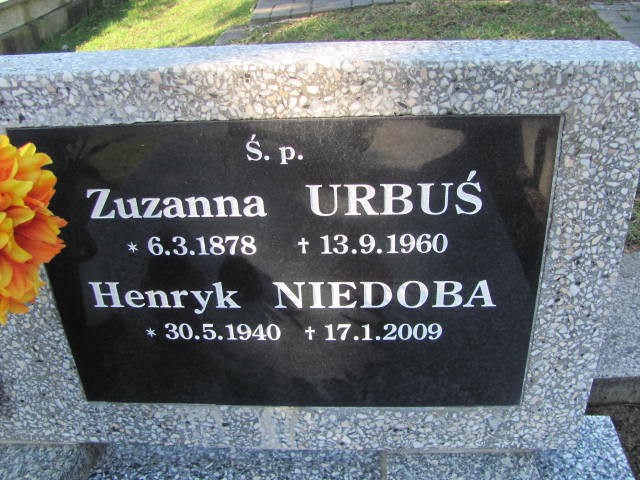 Ś. p.
Zuzanna URBUŚ
* 6.3.1878 † 13.9.1960
Henryk NIEDOBA
* 30.5.1940 † 17.1.2009